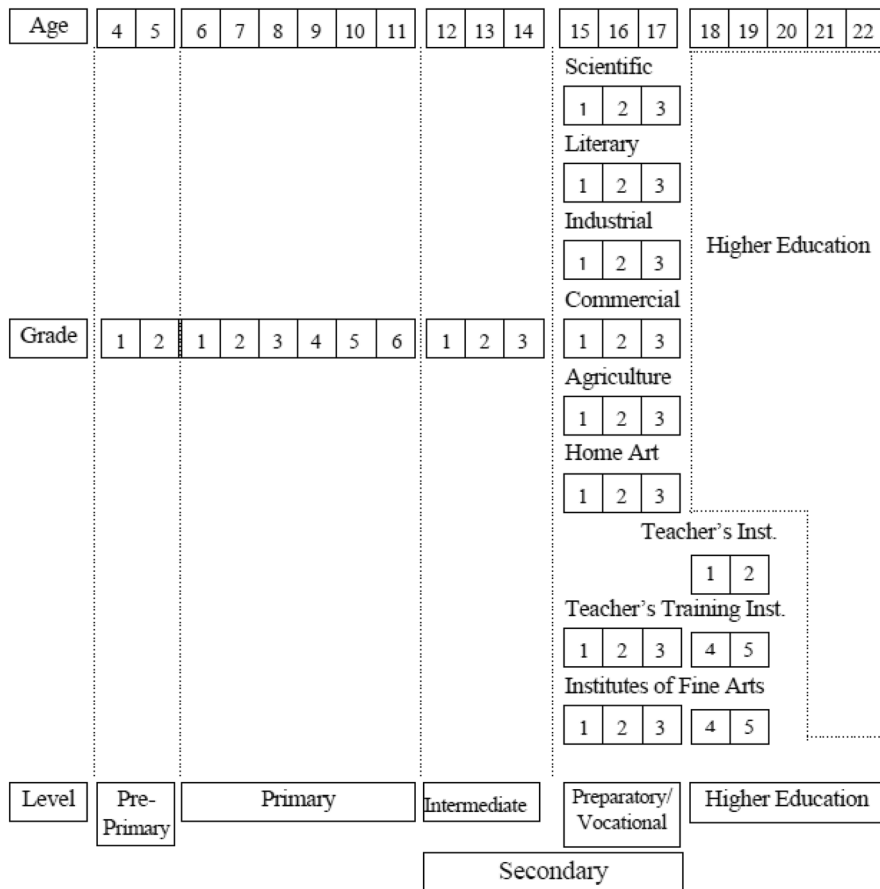 Age 4 5 6 7 8 9 10 11 12 13 14 15 16 17 18 19 20 21 22
Scientific
1 2 3
Literary
1 2 3
Industrial
1 2 3
Higher Education
Commercial
Grade 1 2 1 2 3 4 5 6 1 2 3 1 2 3
Agriculture
1 2 3
Home Art
1 2 3
Teacher's Inst.
1 2
Teacher's Training Inst.
1 2 3 4 5
Institutes of Fine Arts
1 2 3 4 5
Level Pre-
Primary
Primary
Intermediate
Preparatory/
Vocational
Higher Education
Secondary